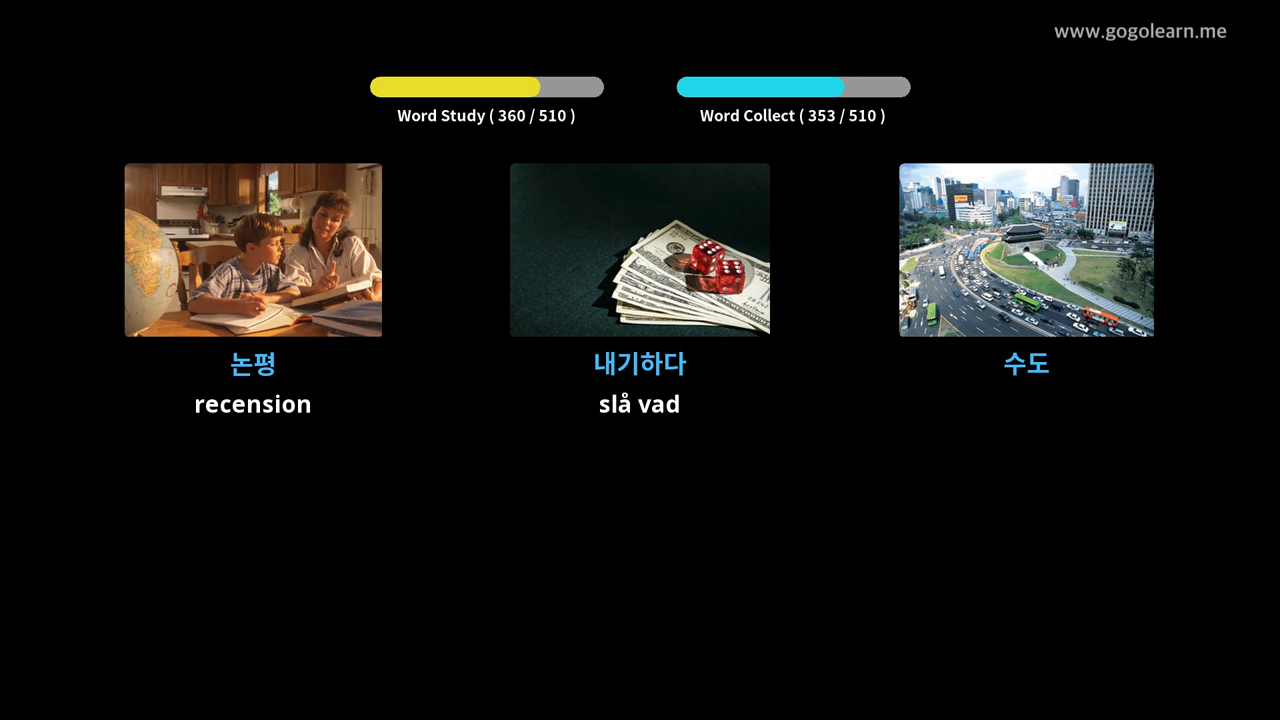 www.gogolearn.me
Word Study ( 360 / 510 )
Word Collect ( 353 / 510 )
논평
내기하다
수도
recension
slå vad